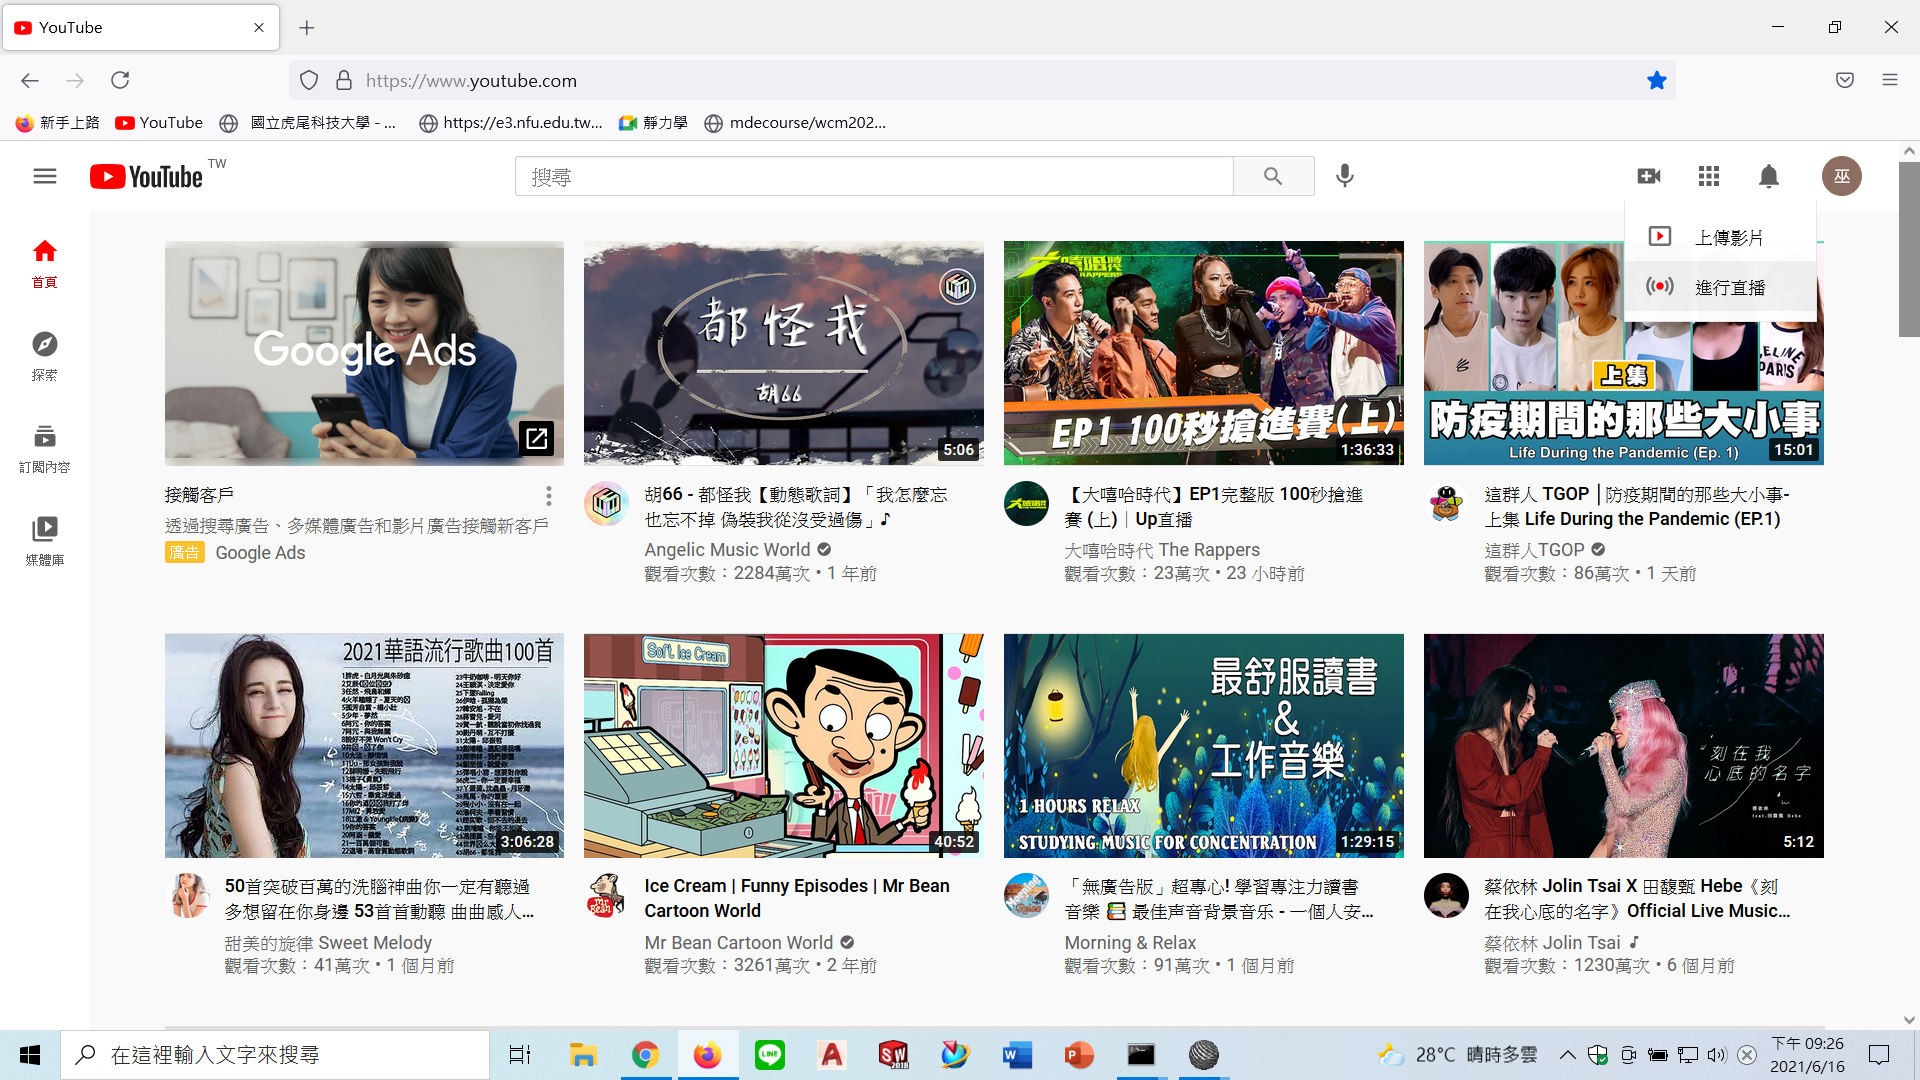 YouTube
https://www.youtube.com
新手上路
YouTube
國立虎尾科技大學 - ...
https://e3.nfu.edu.tw...
靜力學
mdecourse/wcm202...
YouTube TW
搜尋
巫
上傳影片
進行直播
首頁
探索
訂閱內容
媒體庫
Google Ads
都怪我
胡66
5:06
大嘻哈時代
THE RAPPERS
EP1 100秒搶進賽(上)
1:36:33
CELINE
PARIS
上集
防疫期間的那些大小事
Life During the Pandemic (Ep. 1)
15:01
接觸客戶
透過搜尋廣告、多媒體廣告和影片廣告接觸新客戶
廣告 Google Ads
胡66 - 都怪我【動態歌詞】「我怎麼忘
也忘不掉 偽裝我從沒受過傷」♪
Angelic Music World
觀看次數：2284萬次 • 1 年前
【大嘻哈時代】EP1完整版 100秒搶進
賽 (上)｜Up直播
大嘻哈時代 The Rappers
觀看次數：23萬次 • 23 小時前
這群人 TGOP │防疫期間的那些大小事-
上集 Life During the Pandemic (EP.1)
這群人TGOP
觀看次數：86萬次 • 1 天前
2021華語流行歌曲100首
3:06:28
Soft Ice Cream
40:52
最舒服讀書
&
工作音樂
1 HOURS RELAX
STUDYING MUSIC FOR CONCENTRATION
1:29:15
刻在我
心底的名字
蔡依林
feat.田馥甄 Hebe
5:12
50首突破百萬的洗腦神曲你一定有聽過
多想留在你身邊 53首首動聽 曲曲感人...
甜美的旋律 Sweet Melody
觀看次數：41萬次 • 1 個月前
Mr Bean
Ice Cream | Funny Episodes | Mr Bean
Cartoon World
Mr Bean Cartoon World
觀看次數：3261萬次 • 2 年前
「無廣告版」超專心! 學習專注力讀書
音樂 📚 最佳声音背景音乐 - 一個人安...
Morning & Relax
觀看次數：91萬次 • 1 個月前
蔡依林 Jolin Tsai X 田馥甄 Hebe《刻
在我心底的名字》Official Live Music...
蔡依林 Jolin Tsai
觀看次數：1230萬次 • 6 個月前
在這裡輸入文字來搜尋
LINE
A
SW
2018
W
P
28°C 晴時多雲
下午 09:26
2021/6/16